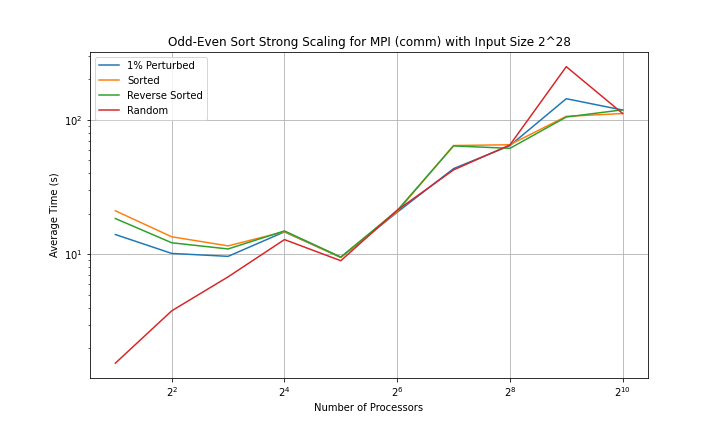 Odd-Even Sort Strong Scaling for MPI (comm) with Input Size 2^28
1% Perturbed
Sorted
Reverse Sorted
Random
Average Time (s)
10²
10¹
2² 2⁴ 2⁶ 2⁸ 2¹⁰
Number of Processors